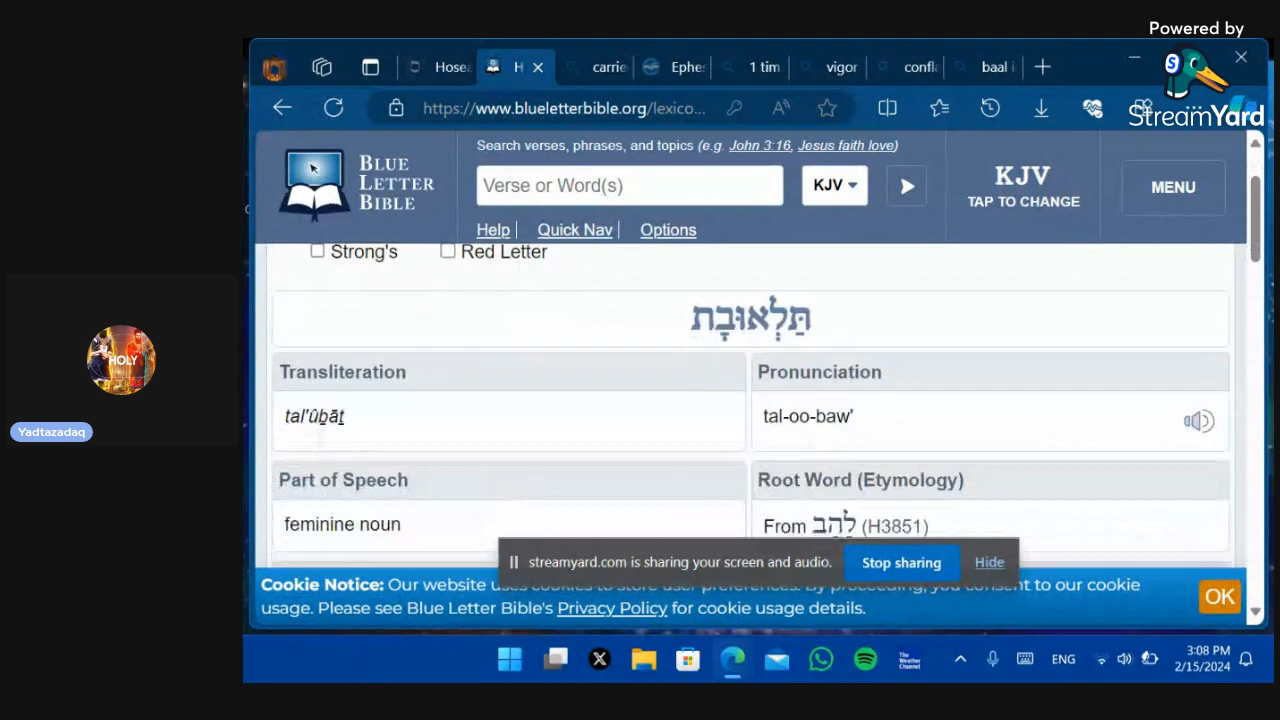 Powered by
StreamYard
Hosea
H
carrie
Ephes
1 tim
vigor
confla
baal i
https://www.blueletterbible.org/lexico...
Search verses, phrases, and topics (e.g. John 3:16, Jesus faith love)
BLUE
LETTER
BIBLE
Verse or Word(s)
KJV
KJV
TAP TO CHANGE
MENU
Help
Quick Nav
Options
Strong's
Red Letter
תַּלְאוּבָת
Transliteration
Pronunciation
tal'ûḇāṯ
tal-oo-baw'
Part of Speech
Root Word (Etymology)
feminine noun
From לַהַב (H3851)
streamyard.com is sharing your screen and audio.
Stop sharing
Hide
Cookie Notice: Our website uses cookies to store user preferences. By proceeding, you consent to our cookie
usage. Please see Blue Letter Bible's Privacy Policy for cookie usage details.
OK
HOLY
Yadtazadaq
The
Weather
Channel
ENG
3:08 PM
2/15/2024